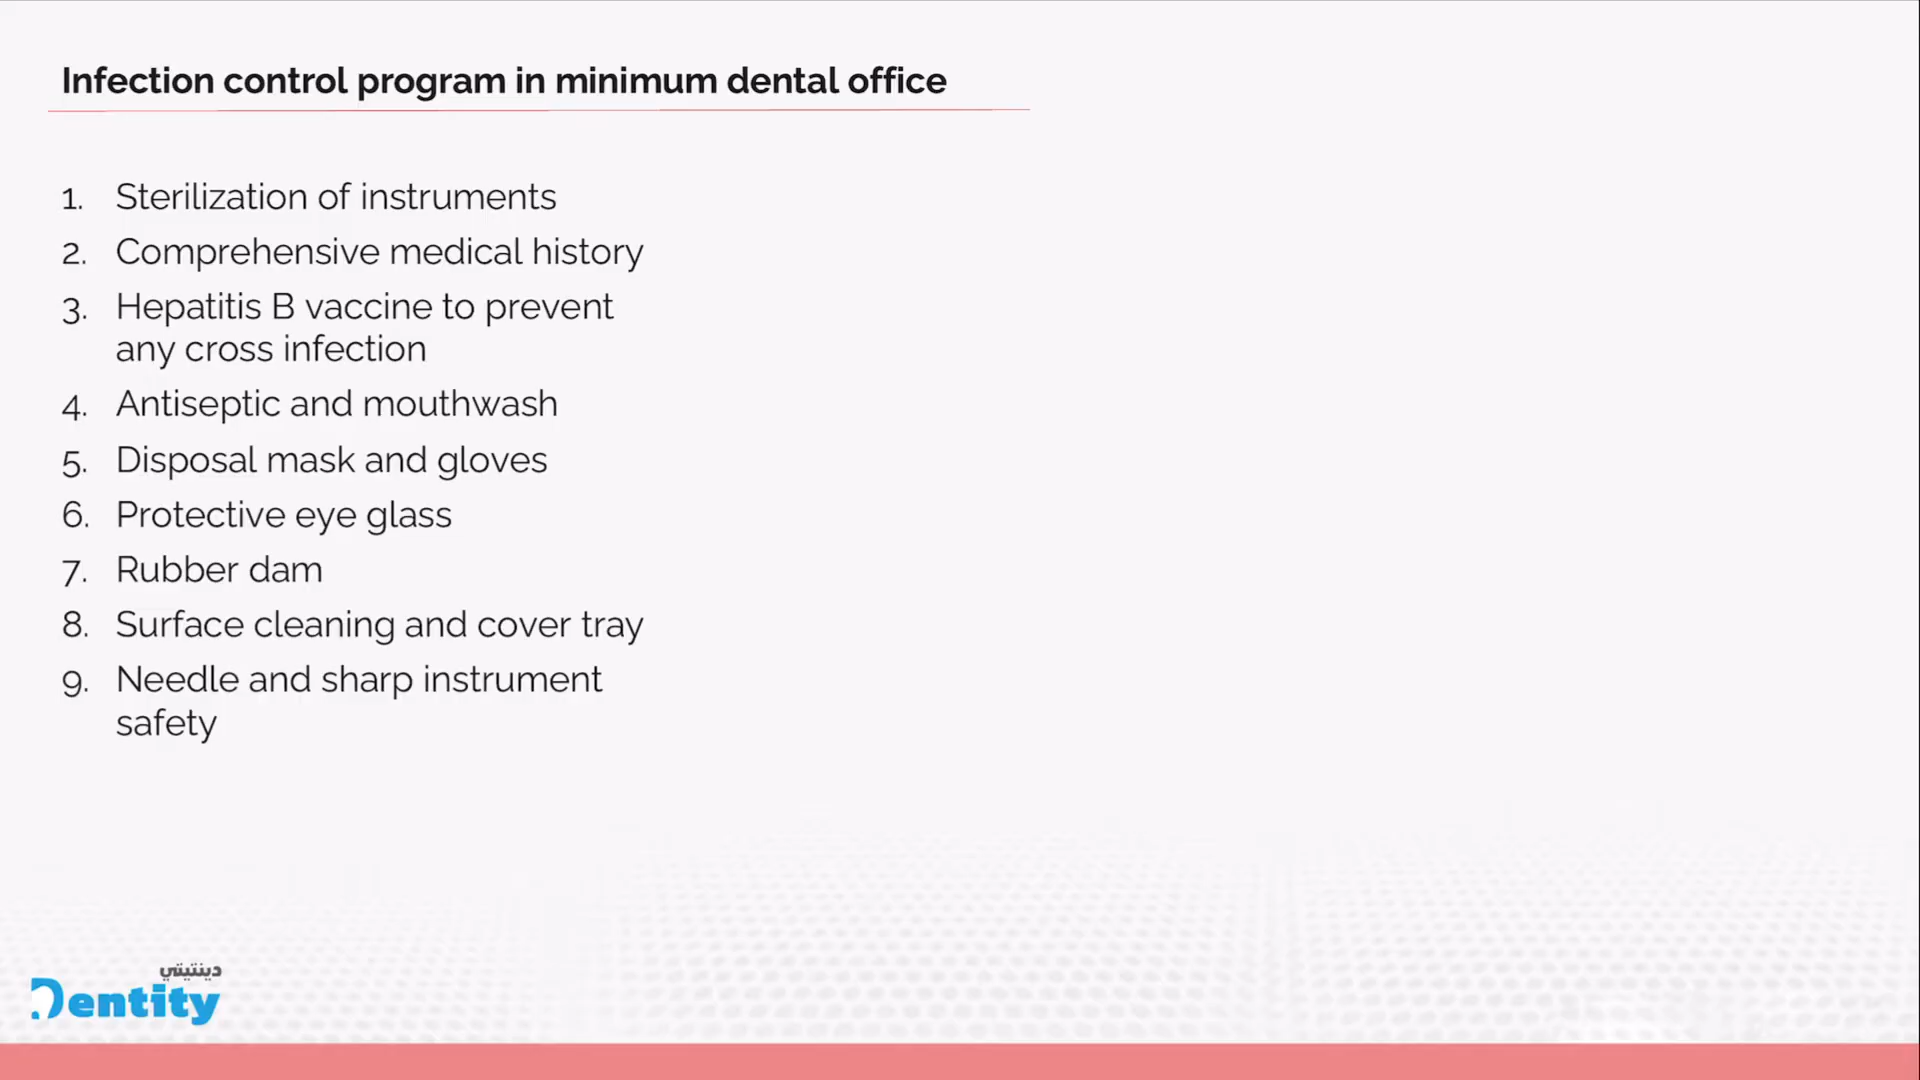 Infection control program in minimum dental office
1. Sterilization of instruments
2. Comprehensive medical history
3. Hepatitis B vaccine to prevent
any cross infection
4. Antiseptic and mouthwash
5. Disposal mask and gloves
6. Protective eye glass
7. Rubber dam
8. Surface cleaning and cover tray
9. Needle and sharp instrument
safety
دينتيتي
Dentity